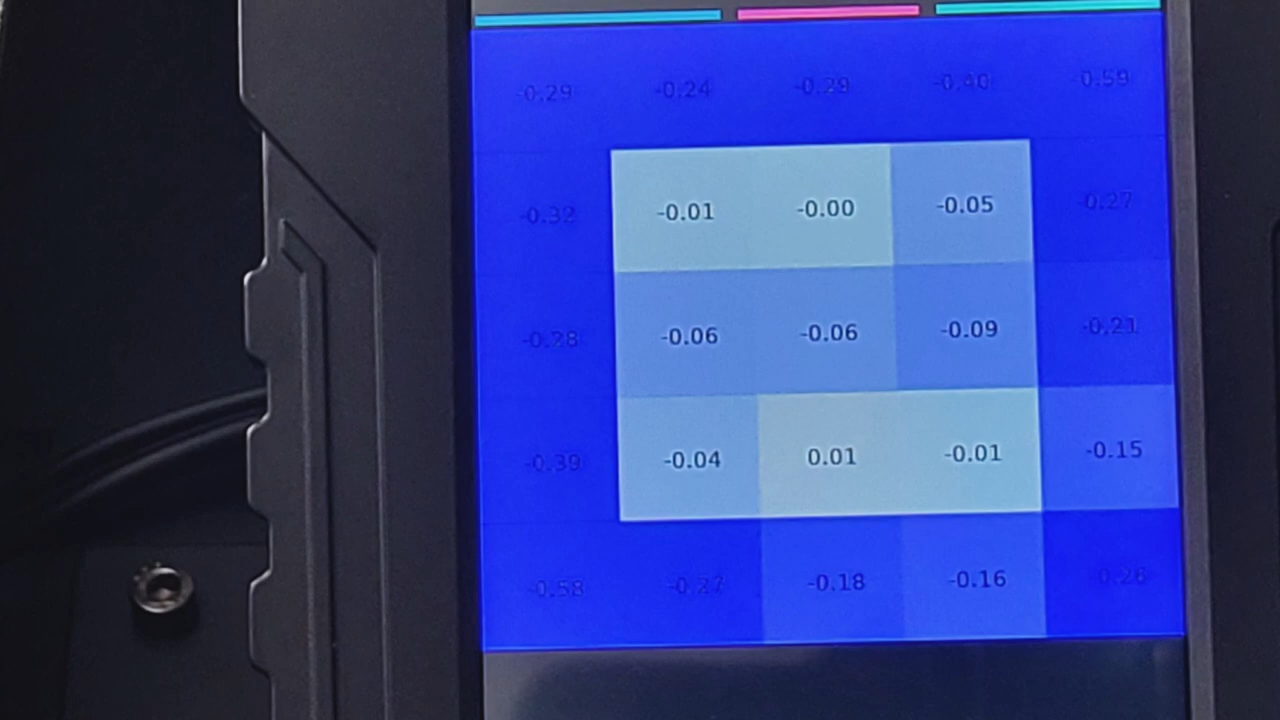 -0.29 -0.24 -0.29 -0.40 -0.59
-0.32 -0.01 -0.00 -0.05 -0.27
-0.28 -0.06 -0.06 -0.09 -0.21
-0.39 -0.04 0.01 -0.01 -0.15
-0.58 -0.27 -0.18 -0.16 -0.26